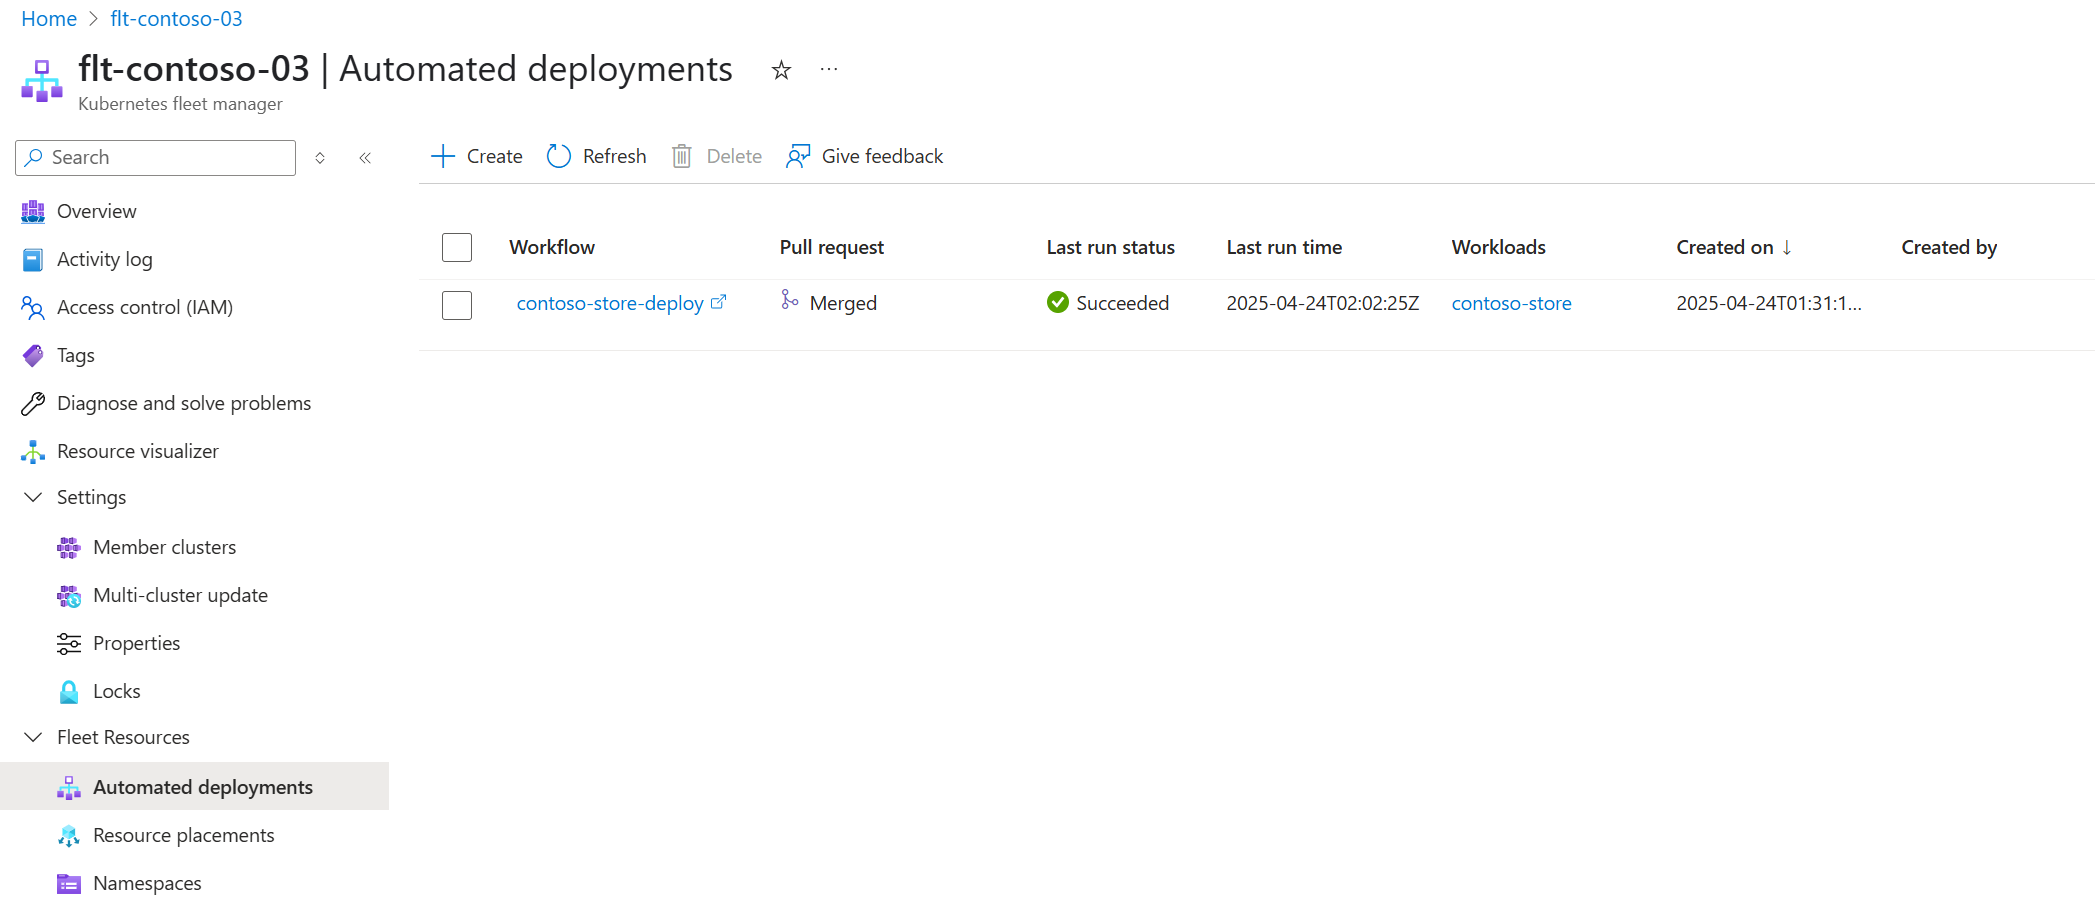 Home > flt-contoso-03
flt-contoso-03 | Automated deployments
Kubernetes fleet manager
Search
Create Refresh Delete Give feedback
Overview
Activity log
Access control (IAM)
Tags
Diagnose and solve problems
Resource visualizer
Settings
Member clusters
Multi-cluster update
Properties
Locks
Fleet Resources
Automated deployments
Resource placements
Namespaces
Workflow Pull request Last run status Last run time Workloads Created on ↓ Created by
contoso-store-deploy Merged Succeeded 2025-04-24T02:02:25Z contoso-store 2025-04-24T01:31:1...